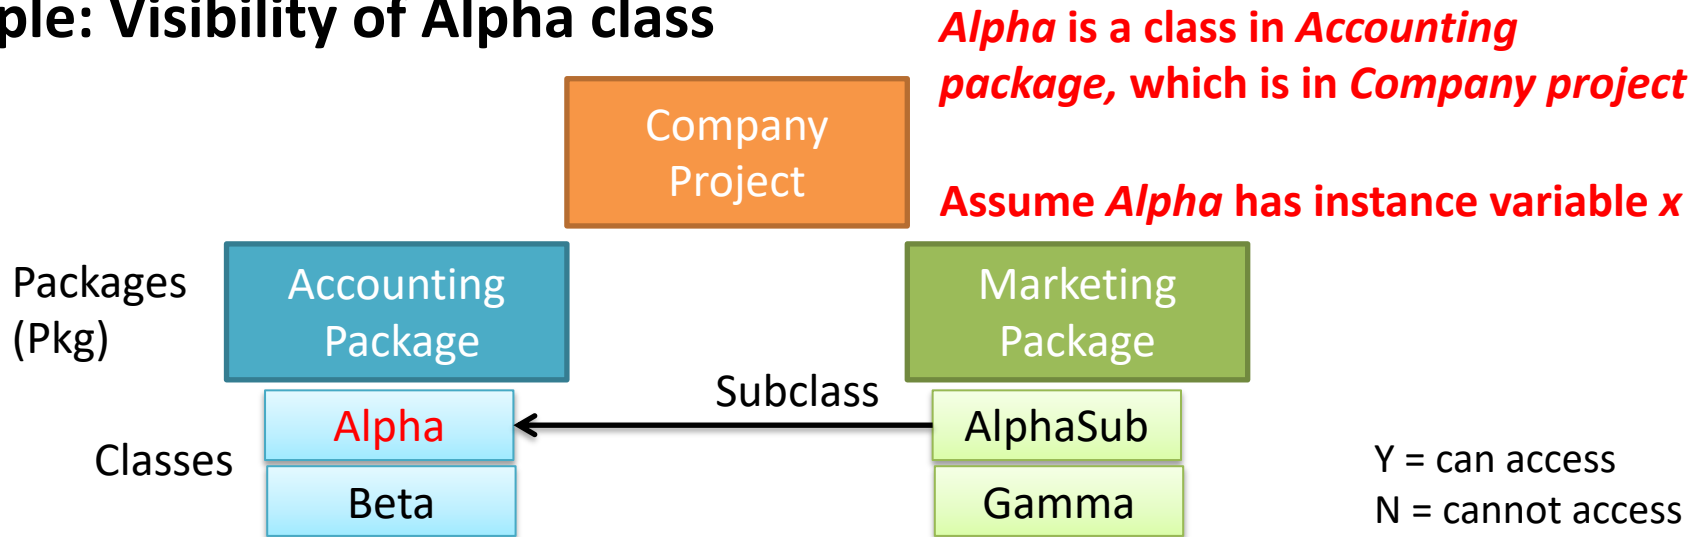 ple: Visibility of Alpha class
Alpha is a class in Accounting
package, which is in Company project
Company
Project
Assume Alpha has instance variable x
Packages
(Pkg)
Accounting
Package
Marketing
Package
Subclass
Classes
Alpha
AlphaSub
Beta
Gamma
Y = can access
N = cannot access